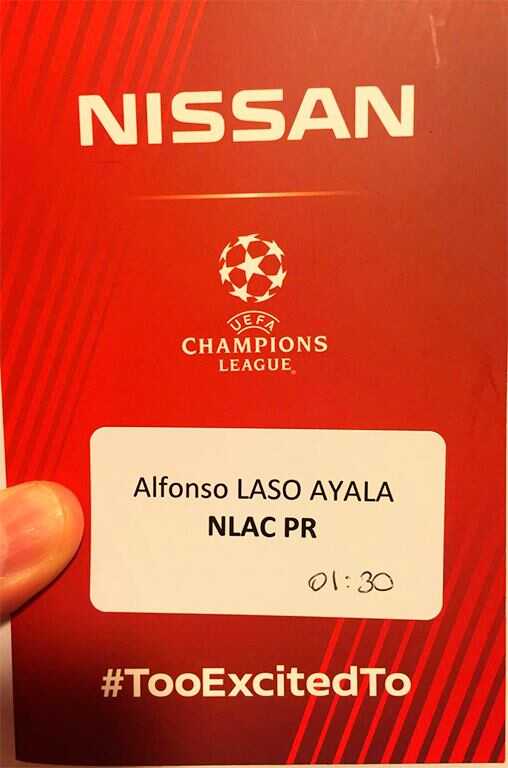 NISSAN
UEFA
CHAMPIONS
LEAGUE
Alfonso LASO AYALA
NLAC PR
01:30
#TooExcitedTo